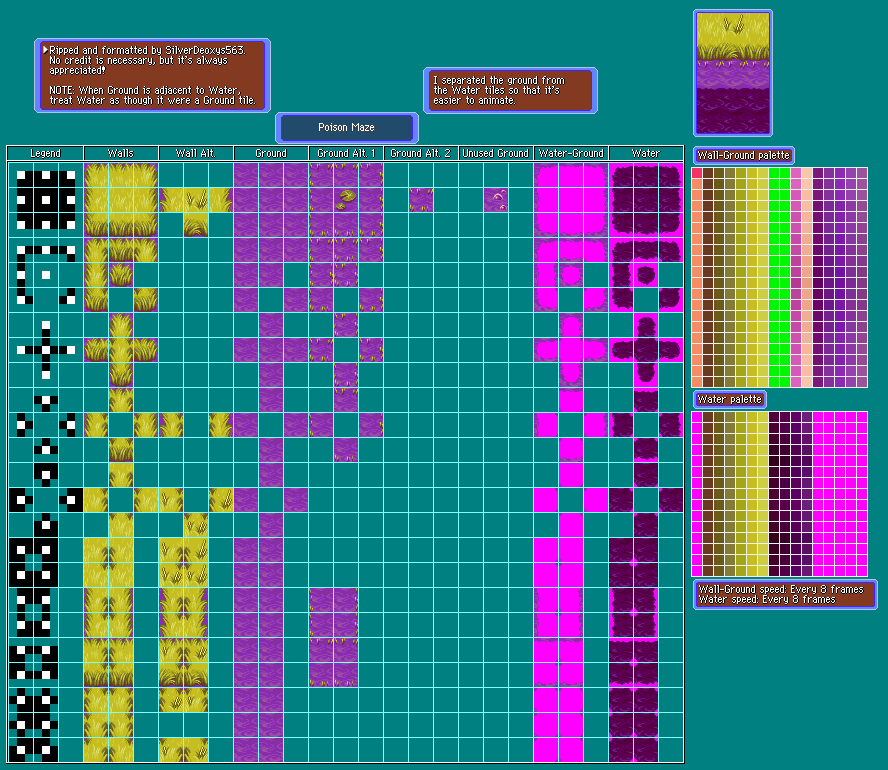 Ripped and formatted by SilverDeoxys563.
No credit is necessary, but it's always
appreciated!
NOTE: When Ground is adjacent to Water,
treat Water as though it were a Ground tile.
I separated the ground from
the Water tiles so that it's
easier to animate.
Poison Maze
Legend Walls Wall Alt. Ground Ground Alt. 1 Ground Alt. 2 Unused Ground Water-Ground Water
Wall-Ground palette
Water palette
Wall-Ground speed: Every 8 frames
Water speed: Every 8 frames